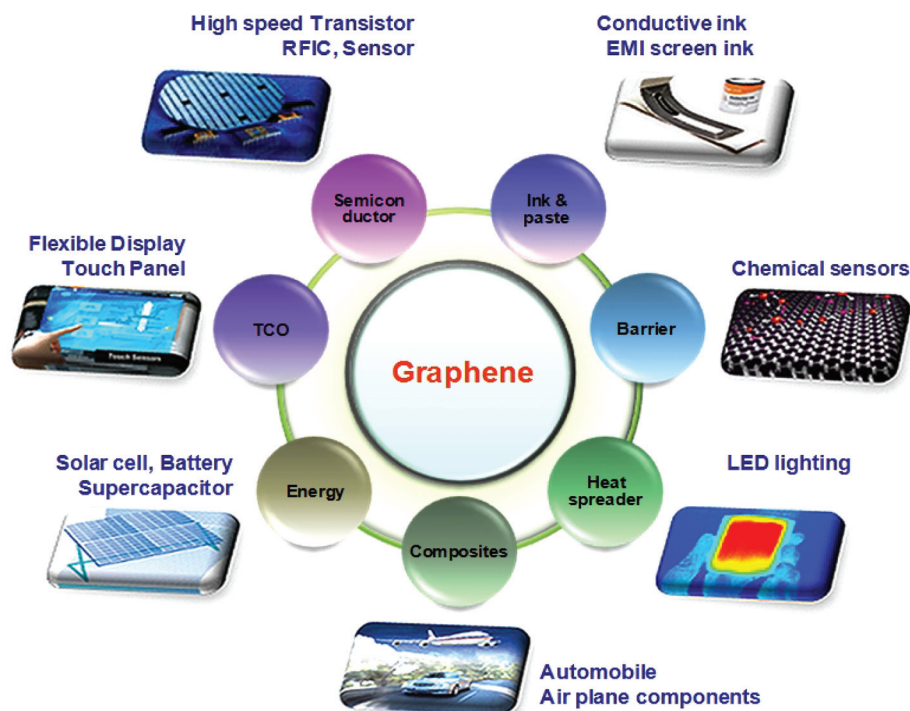 High speed Transistor
RFIC, Sensor
Conductive ink
EMI screen ink
Semicon
ductor
Ink &
paste
Flexible Display
Touch Panel
Touch Sensors
TCO
Barrier
Chemical sensors
Graphene
Solar cell, Battery
Supercapacitor
Energy
Heat
spreader
LED lighting
Composites
Automobile
Air plane components